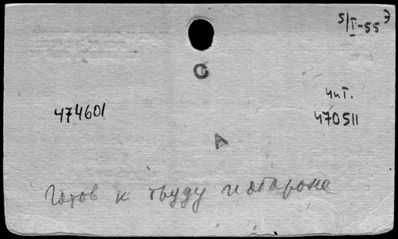 5/I-55 Э
О
474601
чит.
470511
А
Готов к труду и обороне